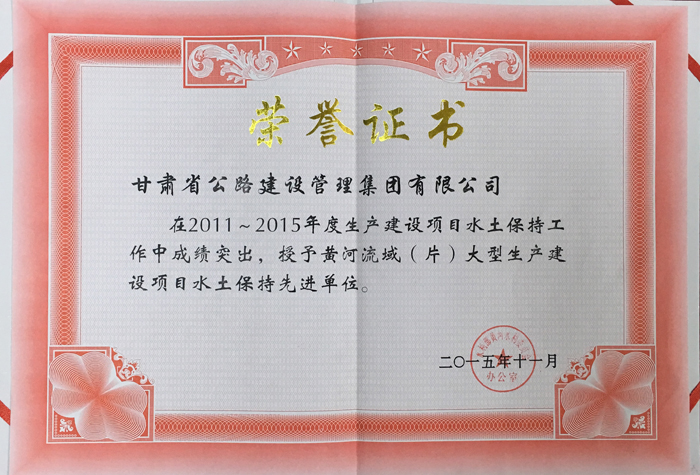 荣誉证书
甘肃省公路建设管理集团有限公司
在2011～2015年度生产建设项目水土保持工
作中成绩突出，授予黄河流域（片）大型生产建
设项目水土保持先进单位。
办公室
二〇一五年十一月